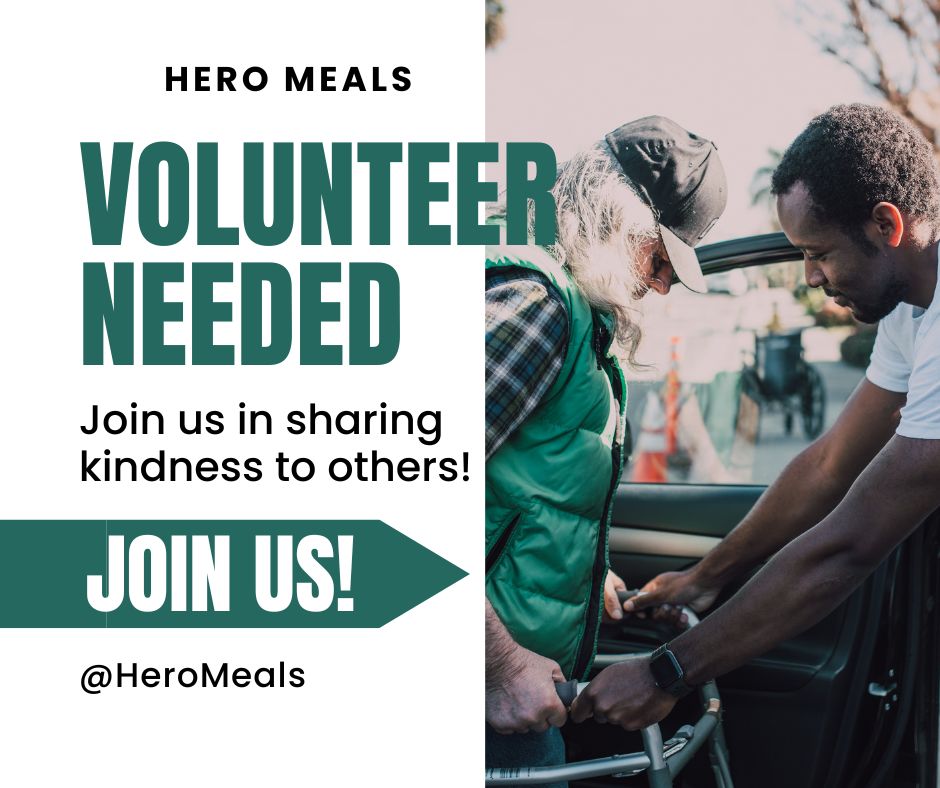 HERO MEALS
VOLUNTEER
NEEDED
Join us in sharing
kindness to others!
JOIN US!
@HeroMeals